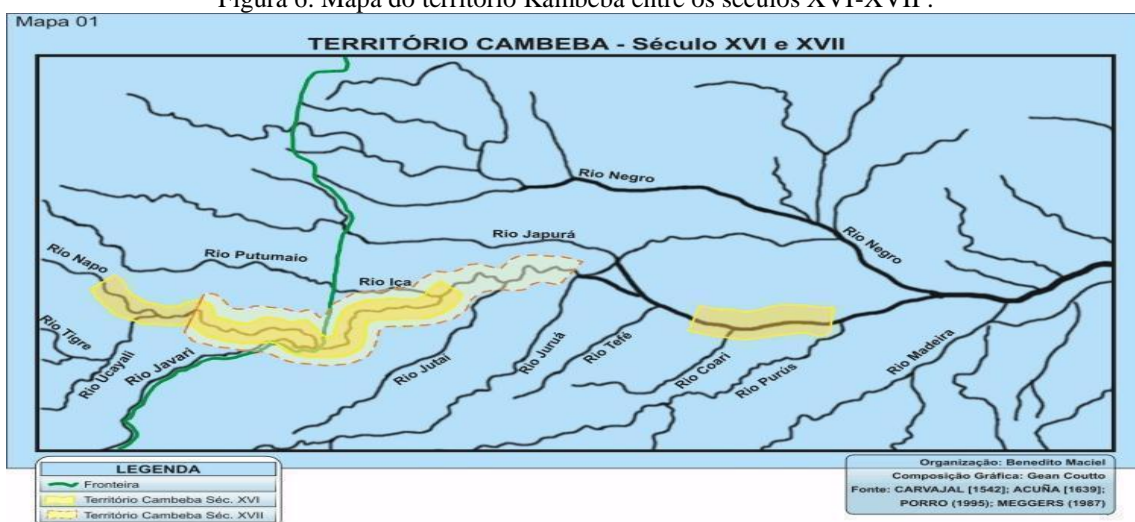 Figura 6: Mapa do território Kambeba entre os séculos XVI-XVII .
Mapa 01
TERRITÓRIO CAMBEBA - Século XVI e XVII
Rio Negro
Rio Negro
Rio Japurá
Rio Putumaio
Rio Napo
Rio Iça
Rio Tigre
Rio Ucayali
Rio Javari
Rio Jutaí
Rio Juruá
Rio Tefé
Rio Coari
Rio Purús
Rio Madeira
LEGENDA
Fronteira
Território Cambeba Séc. XVI
Território Cambeba Séc. XVII
Organização: Benedito Maciel
Composição Gráfica: Gean Coutto
Fonte: CARVAJAL [1542]; ACUÑA [1639];
PORRO (1995); MEGGERS (1987)